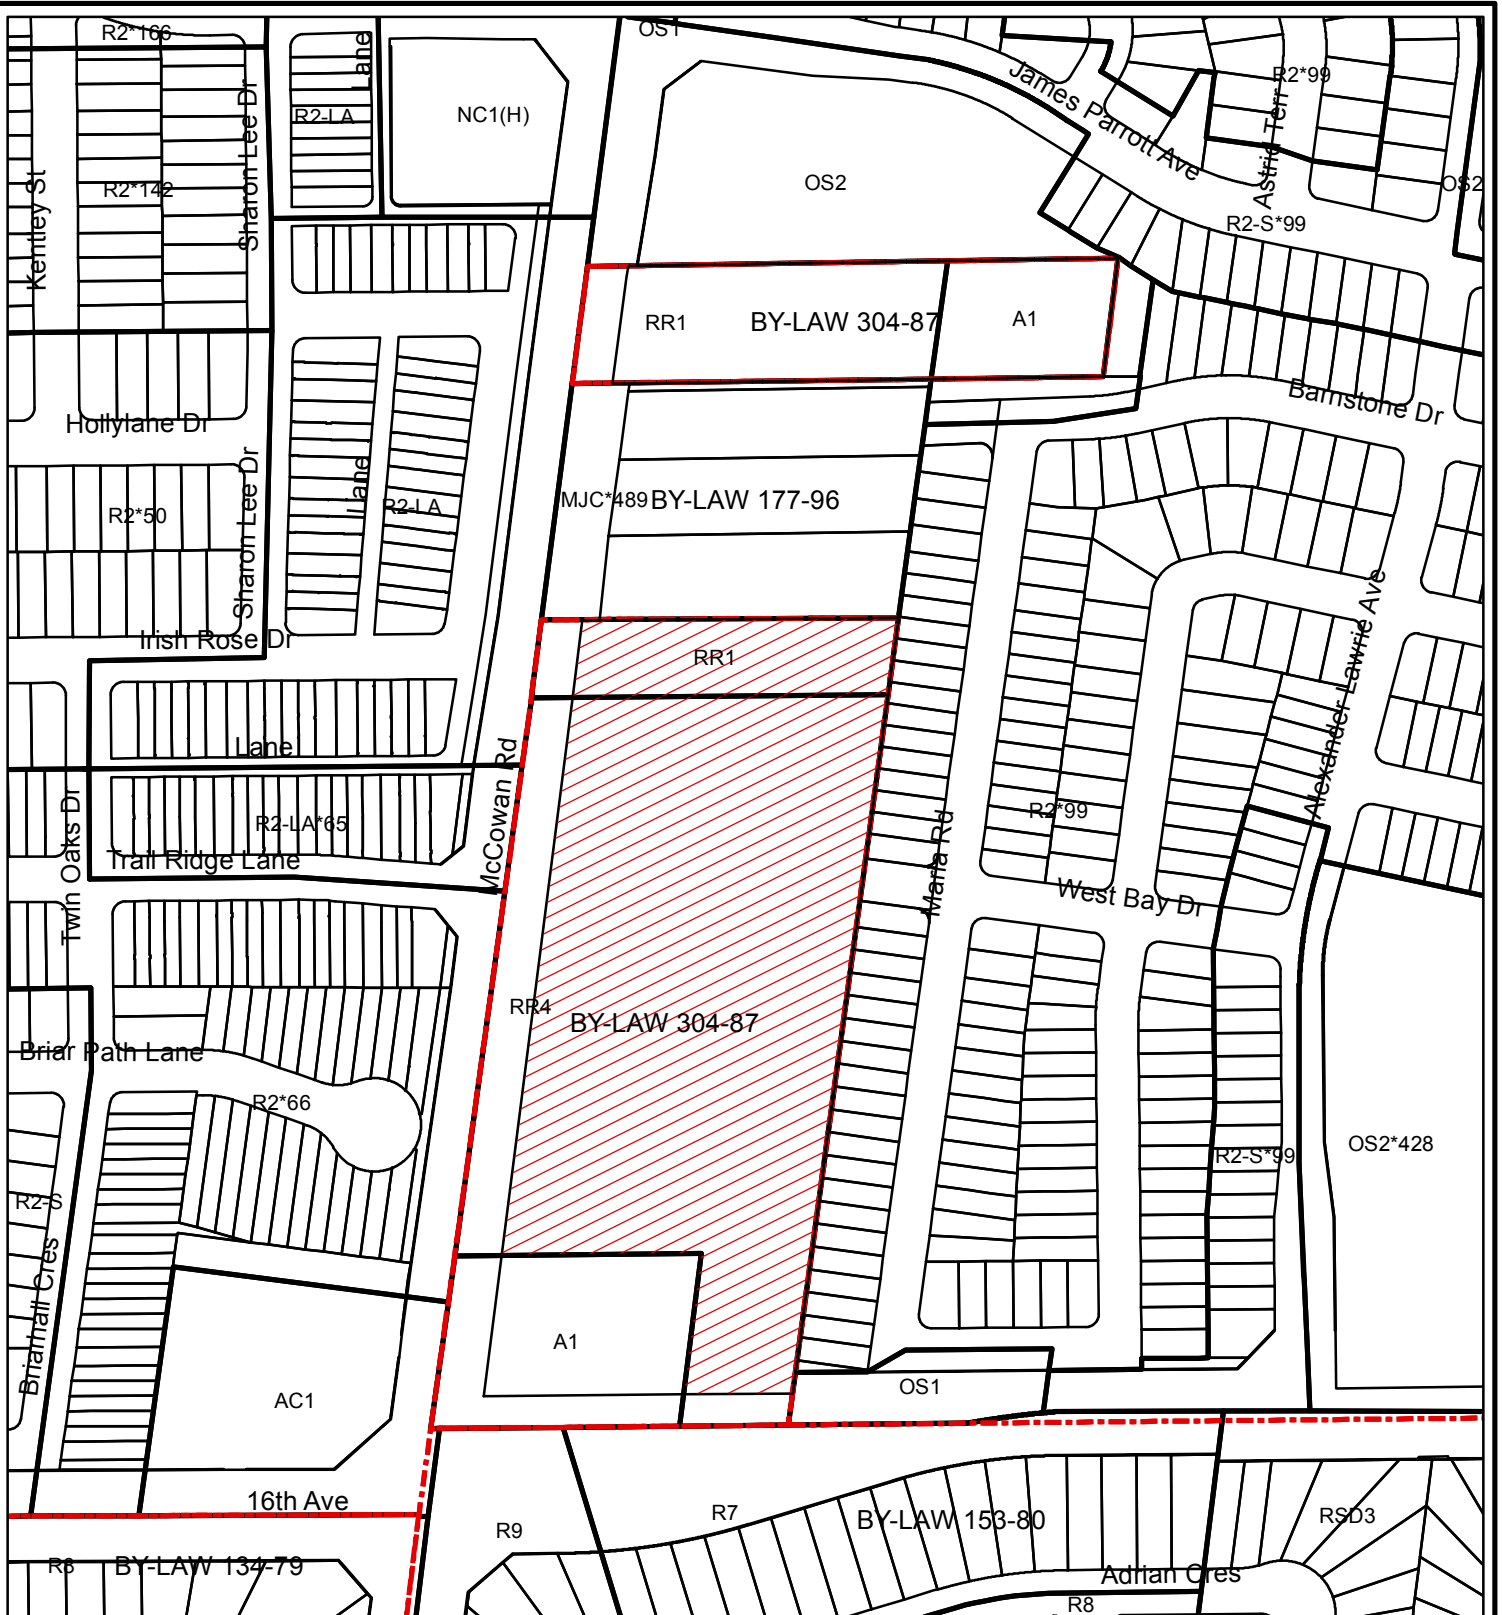 R2*166
OS1
Lane
James Parrott Ave
R2*99
R2-LA
NC1(H)
Sharon Lee Dr
Astrid Terr
Kentley St
R2*142
OS2
OS2
R2-S*99
RR1
BY-LAW 304-87
A1
Hollylane Dr
Barnstone Dr
Lane
R2*50
R2-LA
MJC*489
BY-LAW 177-96
Sharon Lee Dr
Irish Rose Dr
RR1
Alexander Lawrie Ave
Lane
McCowan Rd
R2-LA*65
R2*99
Trail Ridge Lane
Twin Oaks Dr
Maria Rd
West Bay Dr
RR4
BY-LAW 304-87
Briar Path Lane
R2*66
OS2*428
R2-S*99
R2-S
Briarhall Cres
A1
AC1
OS1
16th Ave
R9
R7
BY-LAW 153-80
RSD3
R8
BY-LAW 134-79
Adrian Cres
R8